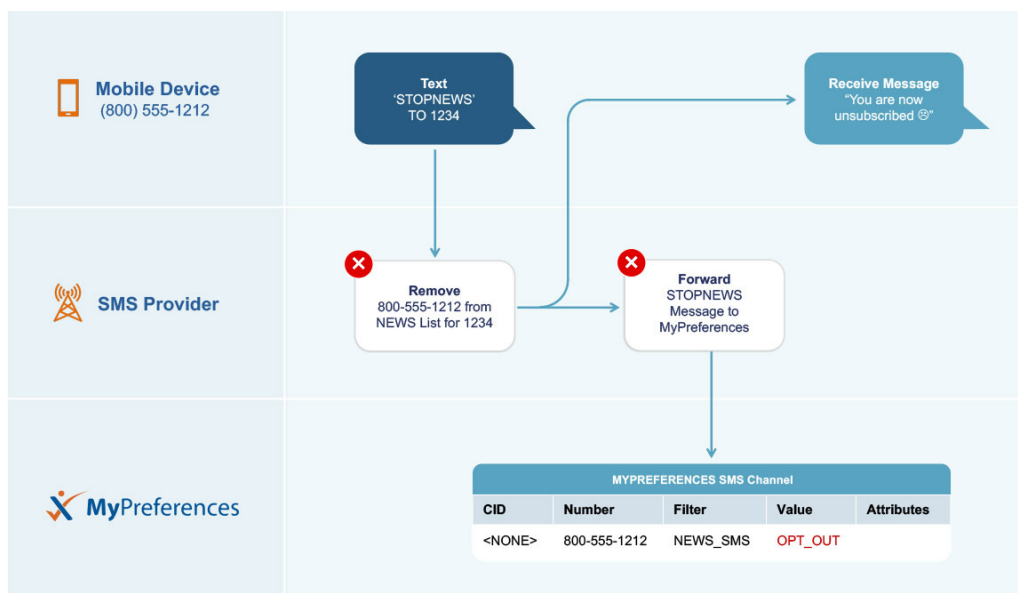 Mobile Device
(800) 555-1212
Text
'STOPNEWS'
TO 1234
Receive Message
"You are now
unsubscribed ☹"
SMS Provider
Remove
800-555-1212 from
NEWS List for 1234
Forward
STOPNEWS
Message to
MyPreferences
MyPreferences
MYPREFERENCES SMS Channel
CID Number Filter Value Attributes
<NONE> 800-555-1212 NEWS_SMS OPT_OUT